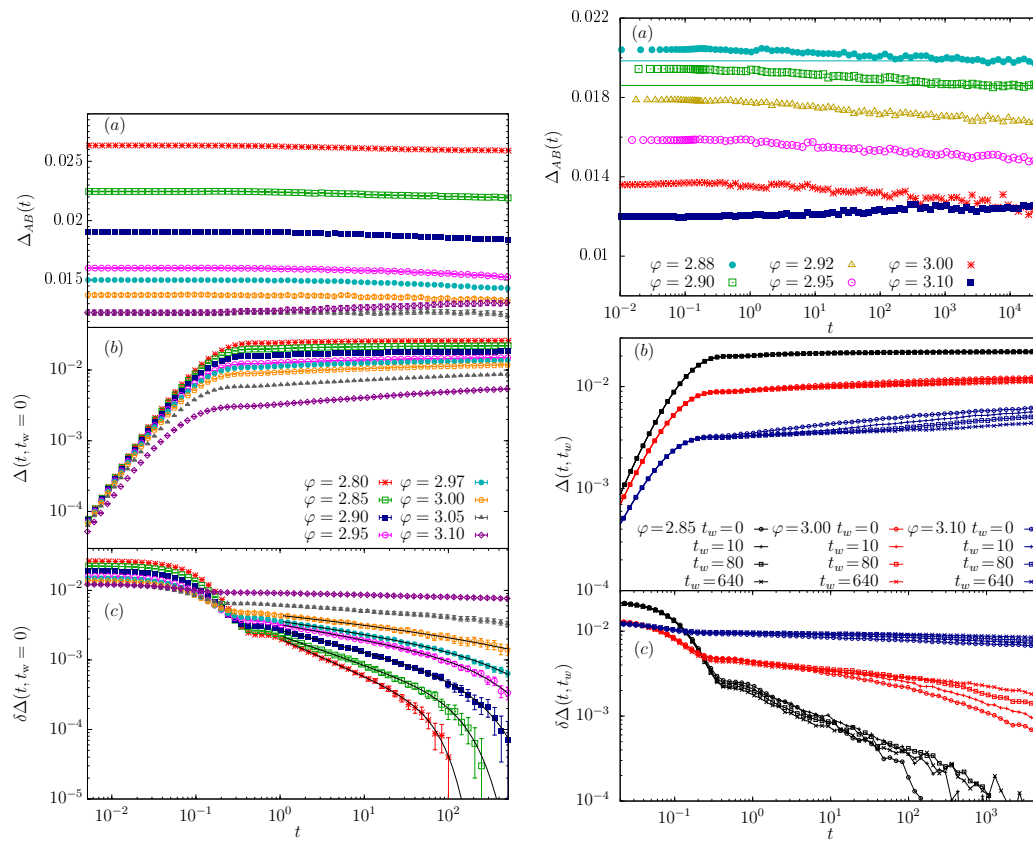 (a)
0.025
0.02
0.015
Δ_AB(t)
(b)
10^−2
10^−3
10^−4
Δ(t, t_w = 0)
φ = 2.80
φ = 2.85
φ = 2.90
φ = 2.95
φ = 2.97
φ = 3.00
φ = 3.05
φ = 3.10
(c)
10^−2
10^−3
10^−4
10^−5
δΔ(t, t_w = 0)
10^−2 10^−1 10^0 10^1 10^2
t
(a)
0.022
0.018
0.014
0.01
Δ_AB(t)
φ = 2.88
φ = 2.90
φ = 2.92
φ = 2.95
φ = 3.00
φ = 3.10
10^−2 10^−1 10^0 10^1 10^2 10^3 10^4
t
(b)
10^−2
10^−3
10^−4
Δ(t, t_w)
φ=2.85 t_w=0 φ=3.00 t_w=0 φ=3.10 t_w=0
t_w=10 t_w=10 t_w=10
t_w=80 t_w=80 t_w=80
t_w=640 t_w=640 t_w=640
(c)
10^−2
10^−3
10^−4
δΔ(t, t_w)
10^−1 10^0 10^1 10^2 10^3
t